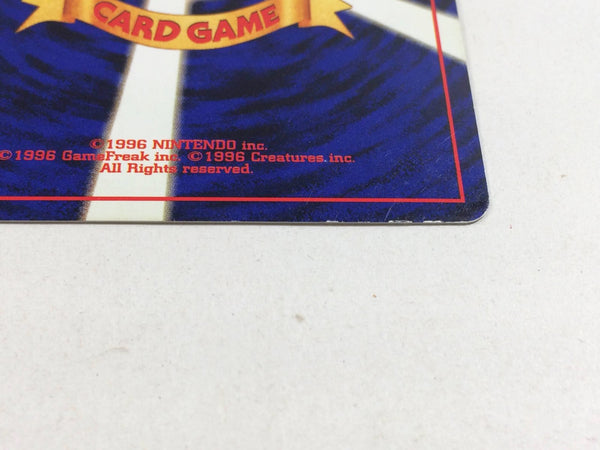 CARD GAME
©1996 NINTENDO inc.
©1996 GameFreak inc. ©1996 Creatures.inc.
All Rights reserved.